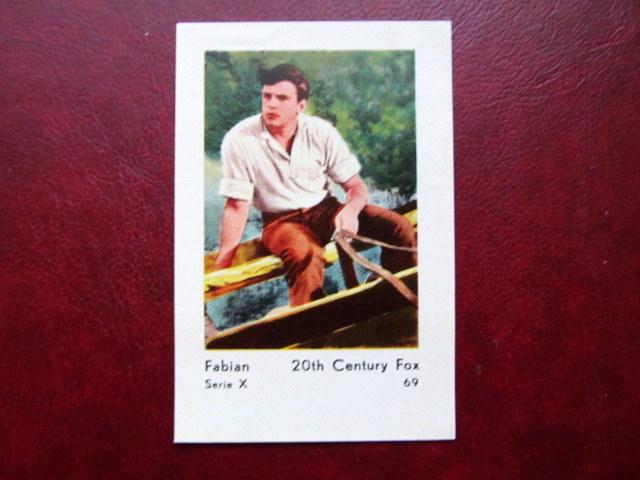 Fabian 20th Century Fox
Serie X 69